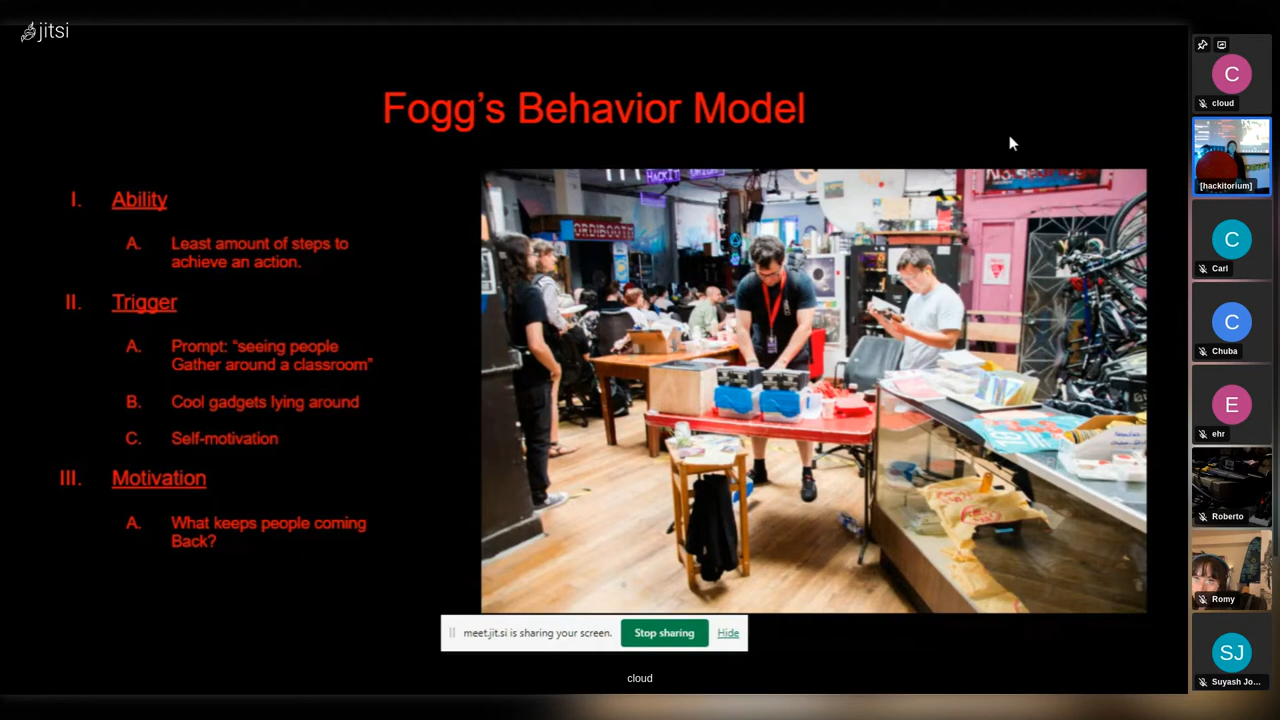 jitsi
Fogg's Behavior Model
I. Ability
A. Least amount of steps to
achieve an action.
II. Trigger
A. Prompt: “seeing people
Gather around a classroom”
B. Cool gadgets lying around
C. Self-motivation
III. Motivation
A. What keeps people coming
Back?
HACKIT
ORDIBOOTH
meet.jit.si is sharing your screen.
Stop sharing
Hide
cloud
C
cloud
[hackitorium]
C
Carl
C
Chuba
E
ehr
Roberto
Romy
SJ
Suyash Jo...